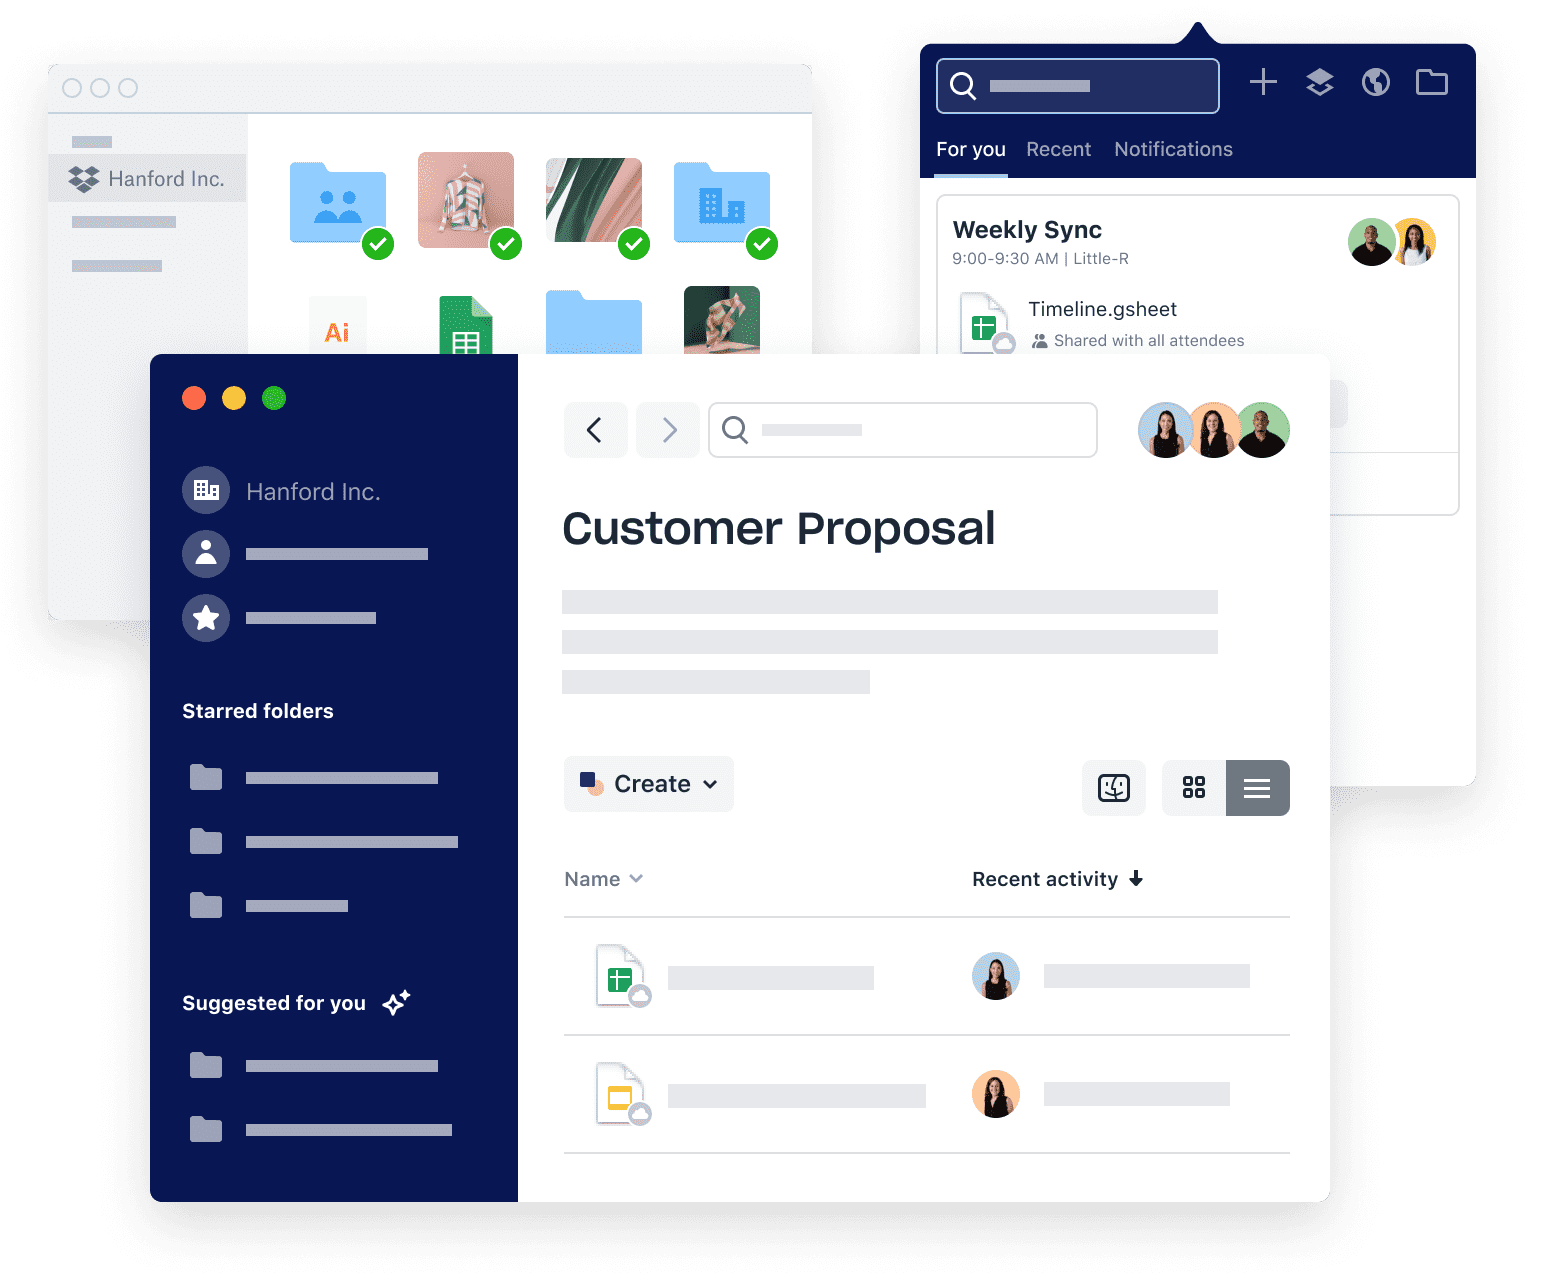 Hanford Inc.
Ai
For you Recent Notifications
Weekly Sync
9:00-9:30 AM | Little-R
Timeline.gsheet
Shared with all attendees
Hanford Inc.
Starred folders
Suggested for you
Customer Proposal
Create
Name Recent activity